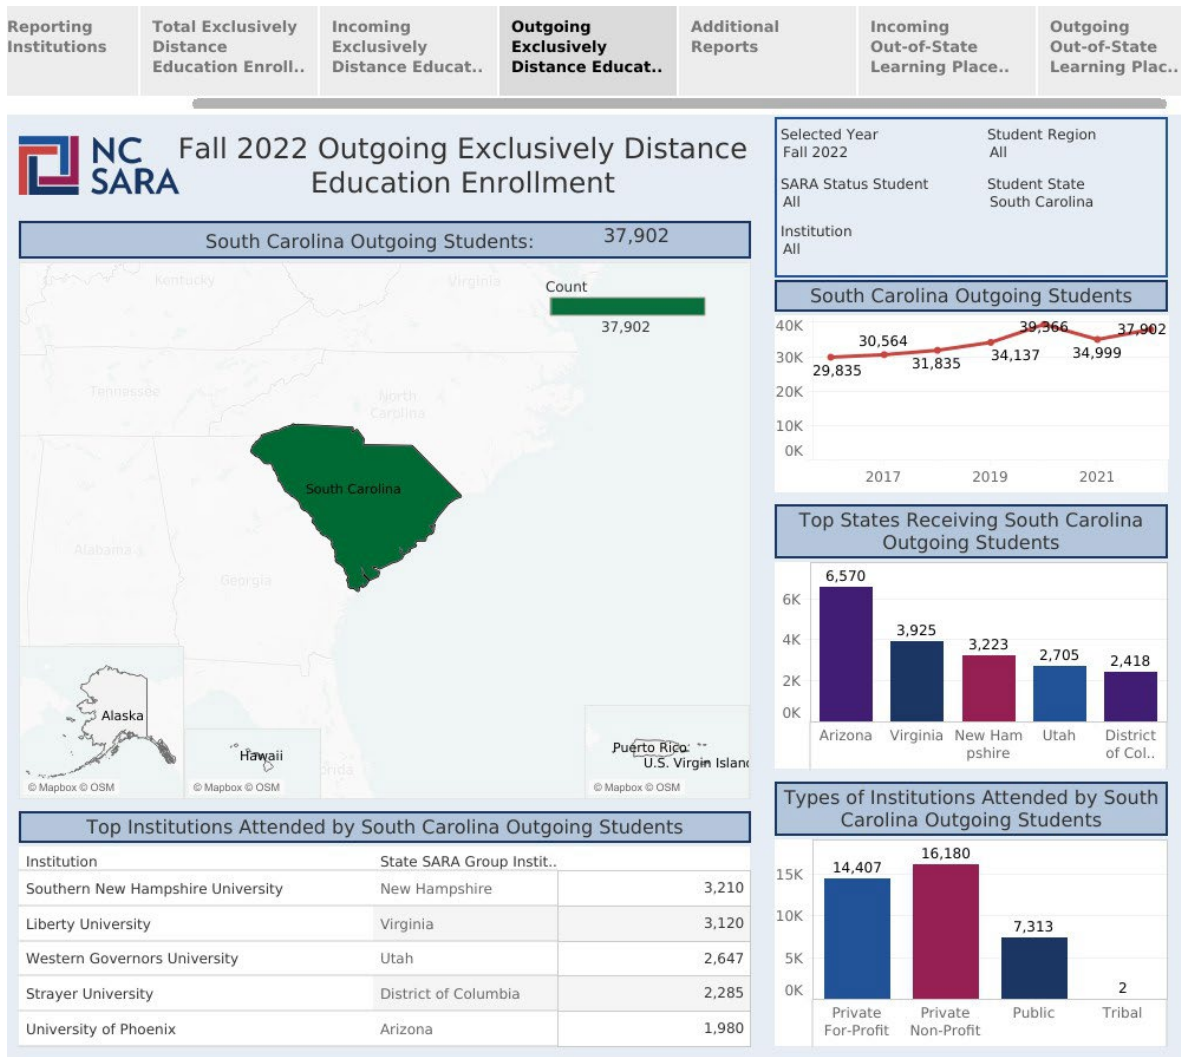 Reporting
Institutions
Total Exclusively
Distance
Education Enroll..
Incoming
Exclusively
Distance Educat..
Outgoing
Exclusively
Distance Educat..
Additional
Reports
Incoming
Out-of-State
Learning Place..
Outgoing
Out-of-State
Learning Plac..
NC
SARA
Fall 2022 Outgoing Exclusively Distance
Education Enrollment
Selected Year
Fall 2022
Student Region
All
SARA Status Student
All
Student State
South Carolina
Institution
All
South Carolina Outgoing Students: 37,902
Kentucky
Virginia
Count
37,902
Tennessee
North
Carolina
South Carolina
Alabama
Georgia
Alaska
© Mapbox © OSM
Hawaii
© Mapbox © OSM
rida
Puerto Rico
U.S. Virgin Island
© Mapbox © OSM
South Carolina Outgoing Students
40K
30K
20K
10K
0K
29,835
30,564
31,835
34,137
39,366
34,999
37,902
2017
2019
2021
Top States Receiving South Carolina
Outgoing Students
6K
4K
2K
0K
6,570
3,925
3,223
2,705
2,418
Arizona
Virginia
New Ham
pshire
Utah
District
of Col..
Top Institutions Attended by South Carolina Outgoing Students
Institution State SARA Group Instit..
Southern New Hampshire University New Hampshire 3,210
Liberty University Virginia 3,120
Western Governors University Utah 2,647
Strayer University District of Columbia 2,285
University of Phoenix Arizona 1,980
Types of Institutions Attended by South
Carolina Outgoing Students
15K
10K
5K
0K
14,407
16,180
7,313
2
Private
For-Profit
Private
Non-Profit
Public
Tribal